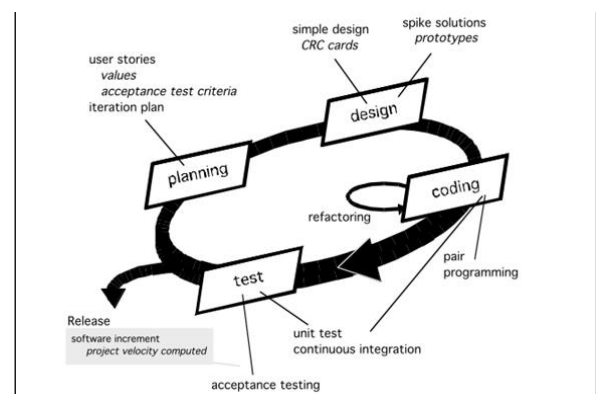 simple design
CRC cards
spike solutions
prototypes
user stories
values
acceptance test criteria
iteration plan
design
planning
coding
refactoring
test
pair
programming
Release
software increment
project velocity computed
unit test
continuous integration
acceptance testing